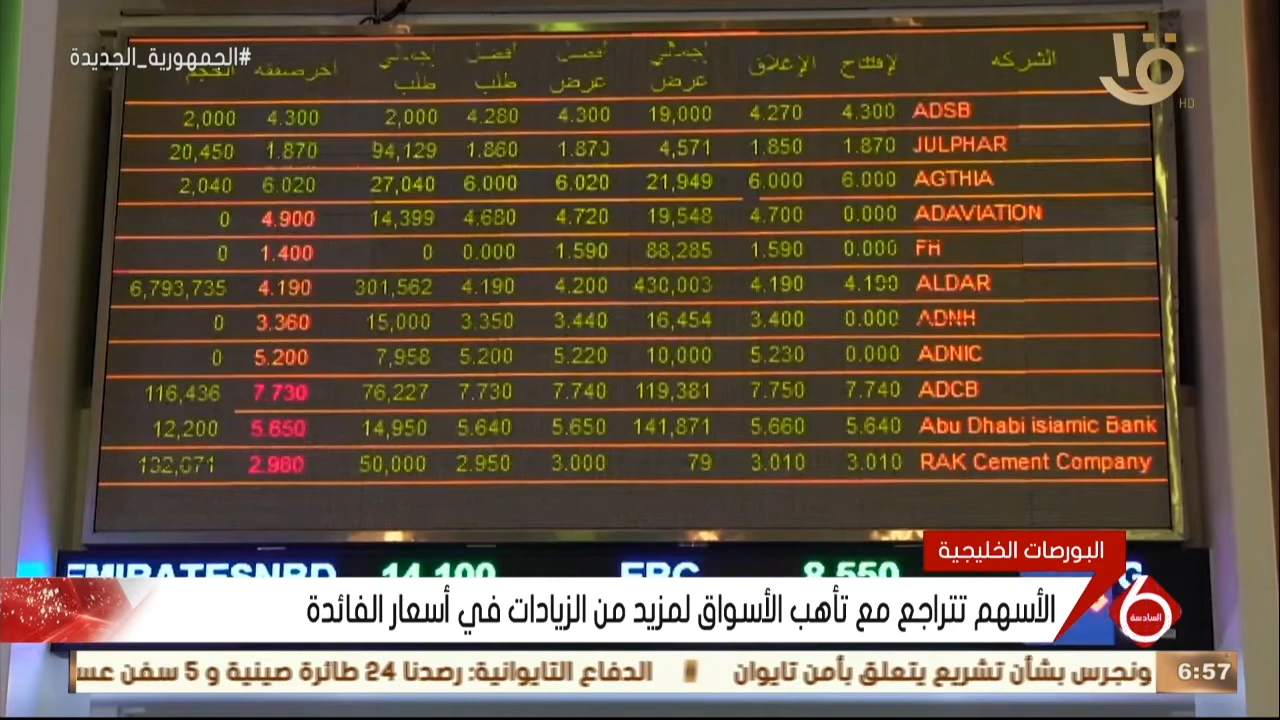 #الجمهورية_الجديدة
HD
الشركه لإفتتاح الإعلاق إجمالي عرض أفضل عرض أفضل طلب إجمالي طلب اخرصفقه الحجم
ADSB 4.300 4.270 19,000 4.300 4.280 2,000 4.300 2,000
JULPHAR 1.870 1.850 4,571 1.870 1.860 94,129 1.870 20,450
AGTHIA 6.000 6.000 21,949 6.020 6.000 27,040 6.020 2,040
ADAVIATION 0.000 4.700 19,548 4.720 4.680 14,399 4.900 0
FH 0.000 1.590 88,285 1.590 0.000 0 1.400 0
ALDAR 4.190 4.190 430,003 4.200 4.190 301,562 4.190 6,793,735
ADNH 0.000 3.400 16,454 3.440 3.350 15,000 3.360 0
ADNIC 0.000 5.230 10,000 5.220 5.200 7,958 5.200 0
ADCB 7.740 7.750 119,381 7.740 7.730 76,227 7.730 116,436
Abu Dhabi islamic Bank 5.640 5.660 141,871 5.650 5.640 14,950 5.650 12,200
RAK Cement Company 3.010 3.010 79 3.000 2.950 50,000 2.980 132,671
EMIRATESNBD 14.100 8.550
البورصات الخليجية
الأسهم تتراجع مع تأهب الأسواق لمزيد من الزيادات في أسعار الفائدة
6 السادسة
6:57 ونجرس بشأن تشريع يتعلق بأمن تايوان الدفاع التايوانية: رصدنا 24 طائرة صينية و 5 سفن عس